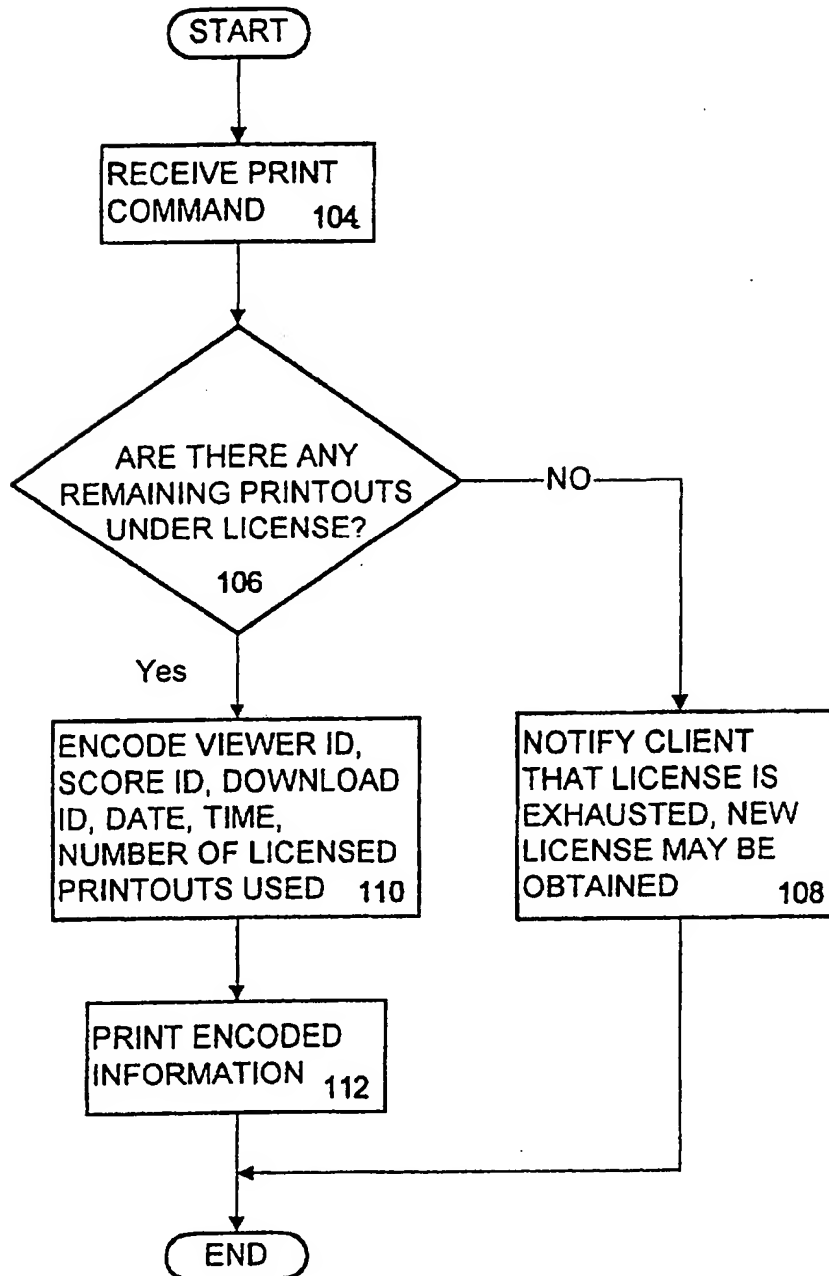 START
RECEIVE PRINT
COMMAND 104
ARE THERE ANY
REMAINING PRINTOUTS
UNDER LICENSE?
106
NO
Yes
ENCODE VIEWER ID,
SCORE ID, DOWNLOAD
ID, DATE, TIME,
NUMBER OF LICENSED
PRINTOUTS USED 110
NOTIFY CLIENT
THAT LICENSE IS
EXHAUSTED, NEW
LICENSE MAY BE
OBTAINED 108
PRINT ENCODED
INFORMATION 112
END